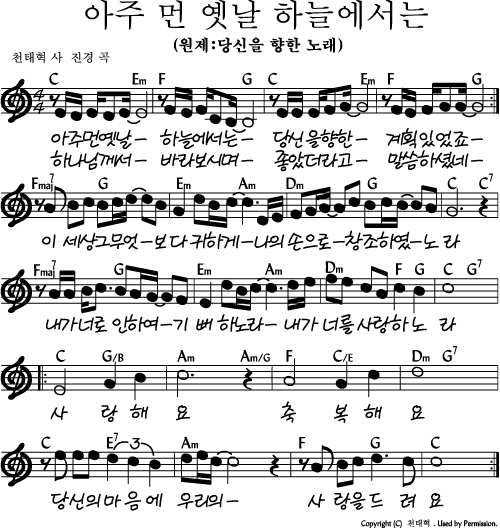 아주 먼 옛날 하늘에서는
(원제:당신을 향한 노래)
천태혁 사 진경 곡
C Em F G C Em F G
4/4
아주먼옛날- 하늘에서는- 당신을향한- 계획있었죠-
하나님께서- 바라보시며- 좋았더라고- 말씀하셨네-
Fmaj7 G Em Am Dm G C C7
이 세상그무엇-보다 귀하게-나의 손으로-창조하였-노 라
Fmaj7 G Em Am Dm F G C G7
내가너로 인하여-기 뻐 하노라- 내가 너를 사랑하노 라
C G/B Am Am/G F C/E Dm G7
사 랑 해 요 축 복 해 요
C E7 3 Am F G C
당신의 마 음 에 우리의- 사 랑을 드 려 요
Copyright (C) 천태혁 . Used by Permission.